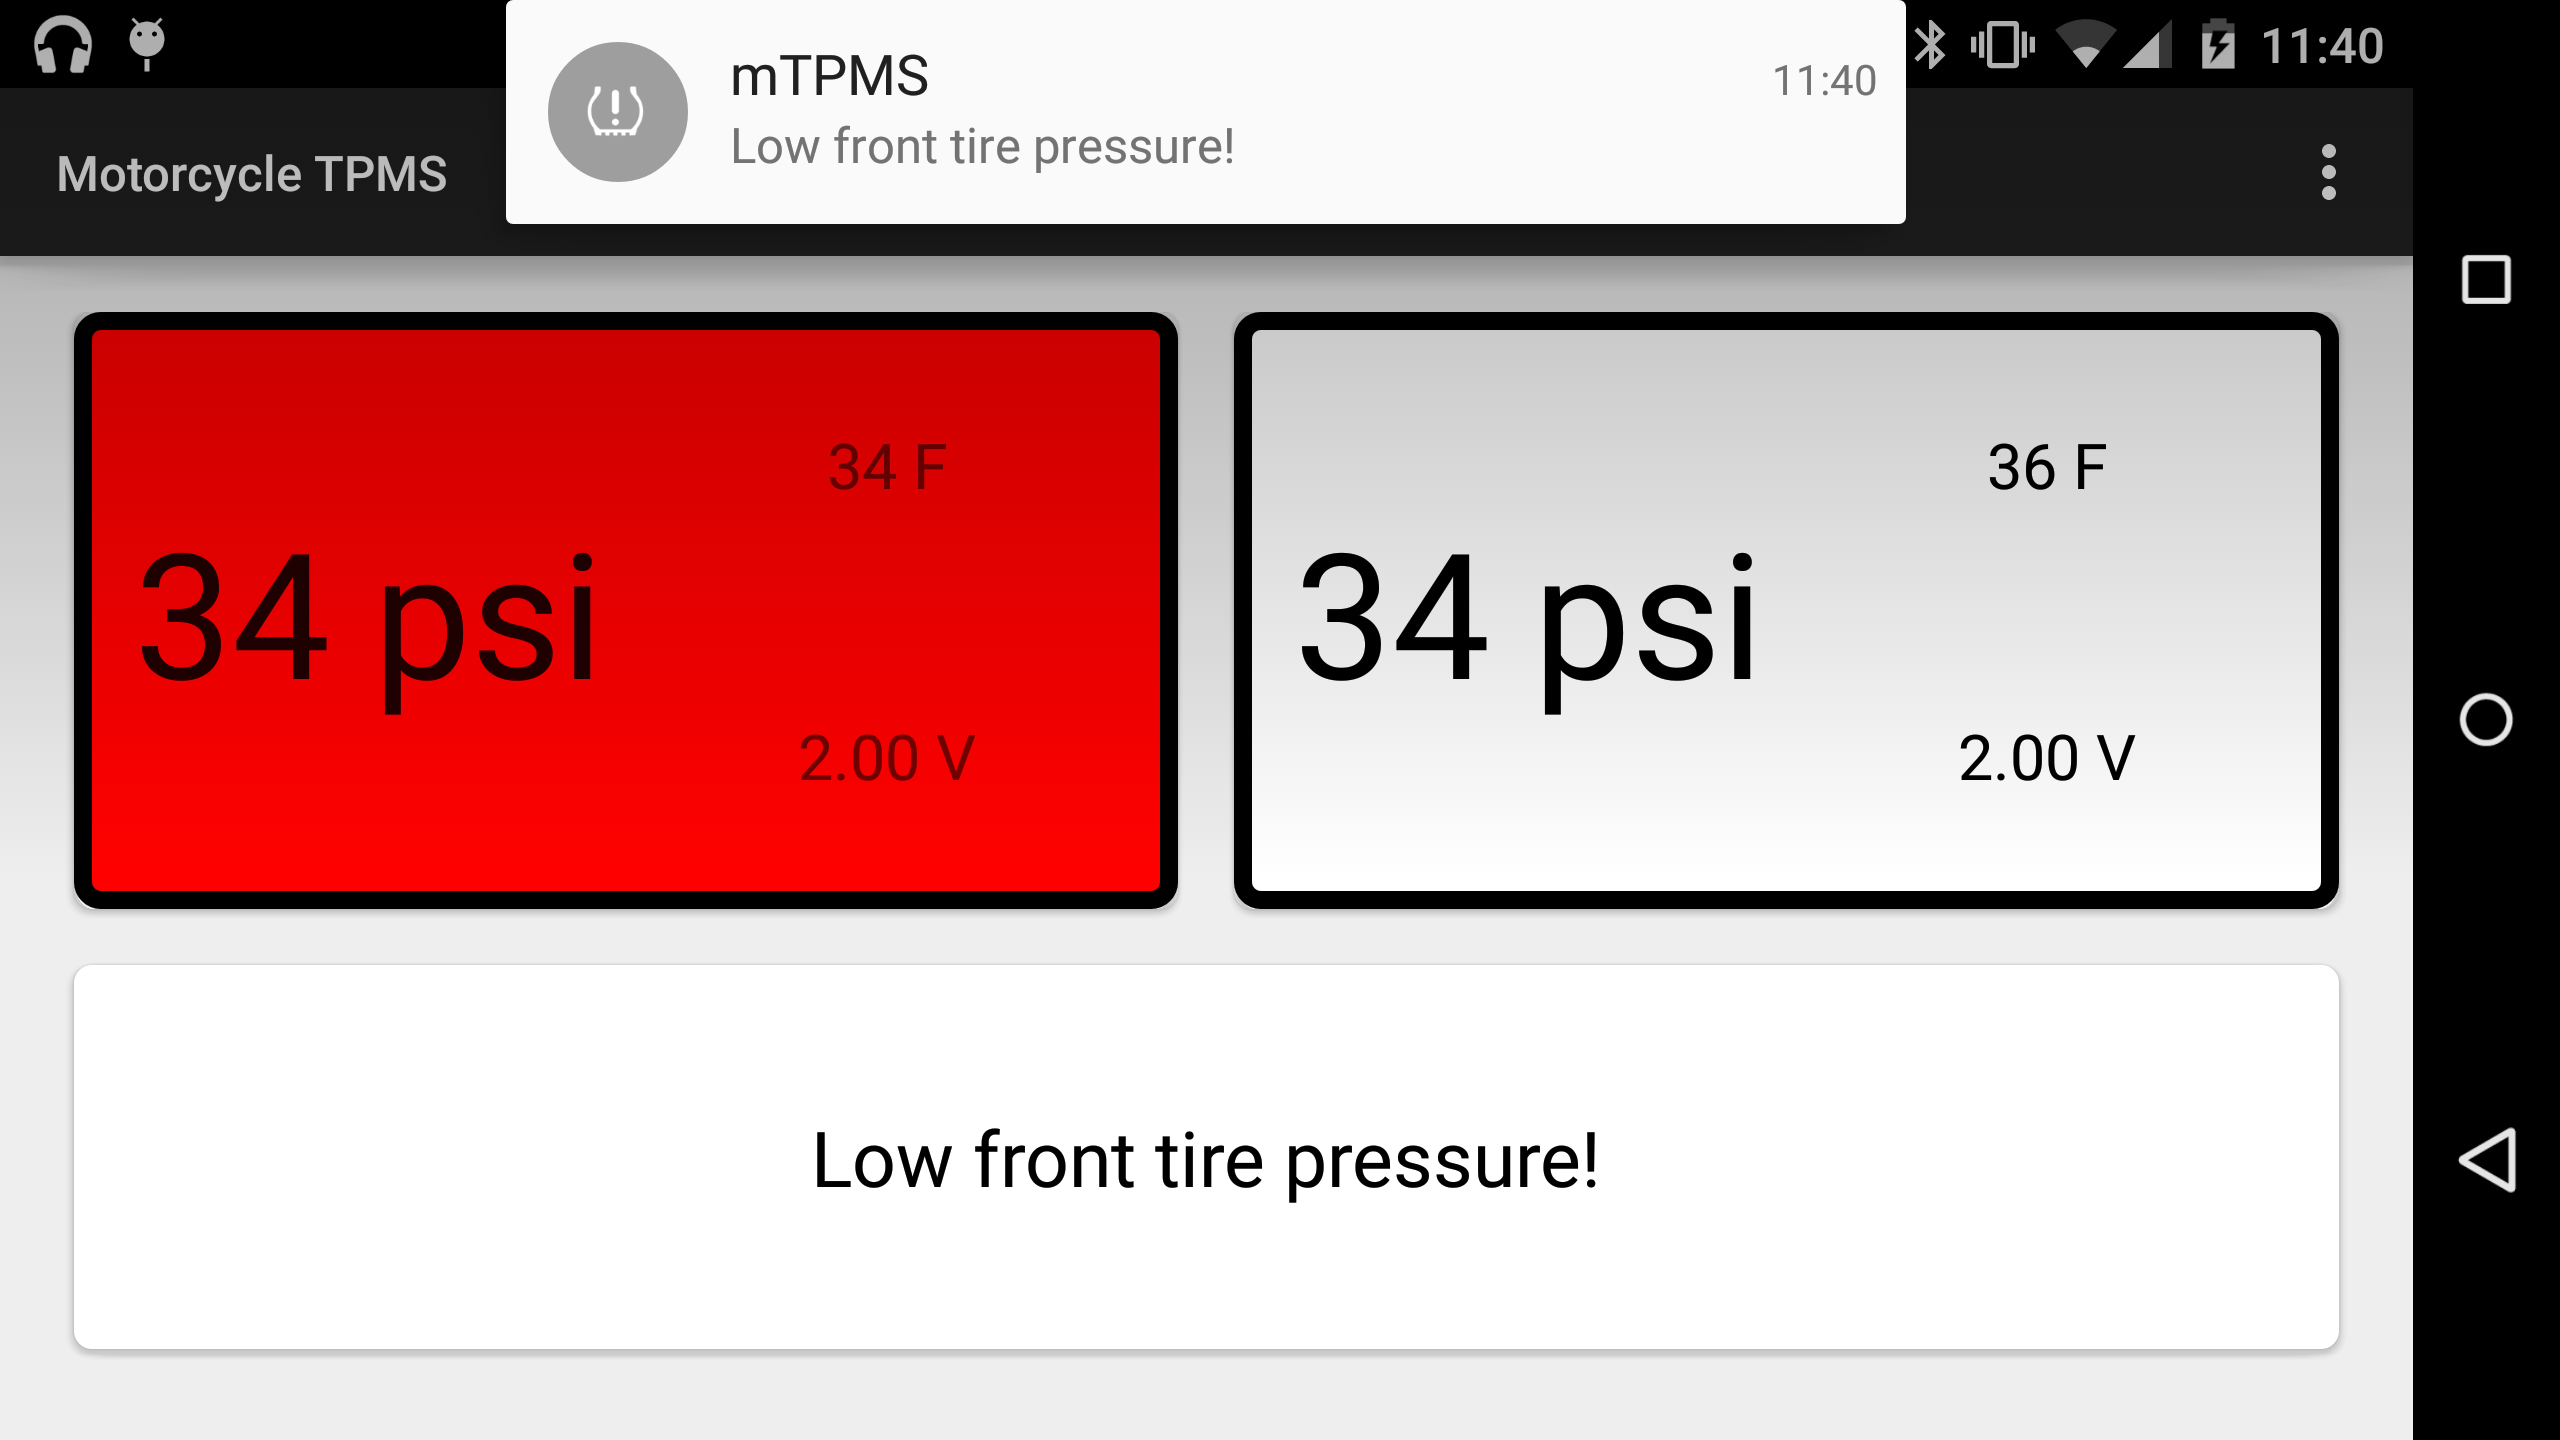 mTPMS
11:40
11:40
Low front tire pressure!
Motorcycle TPMS
34 F
34 psi
2.00 V
36 F
34 psi
2.00 V
Low front tire pressure!